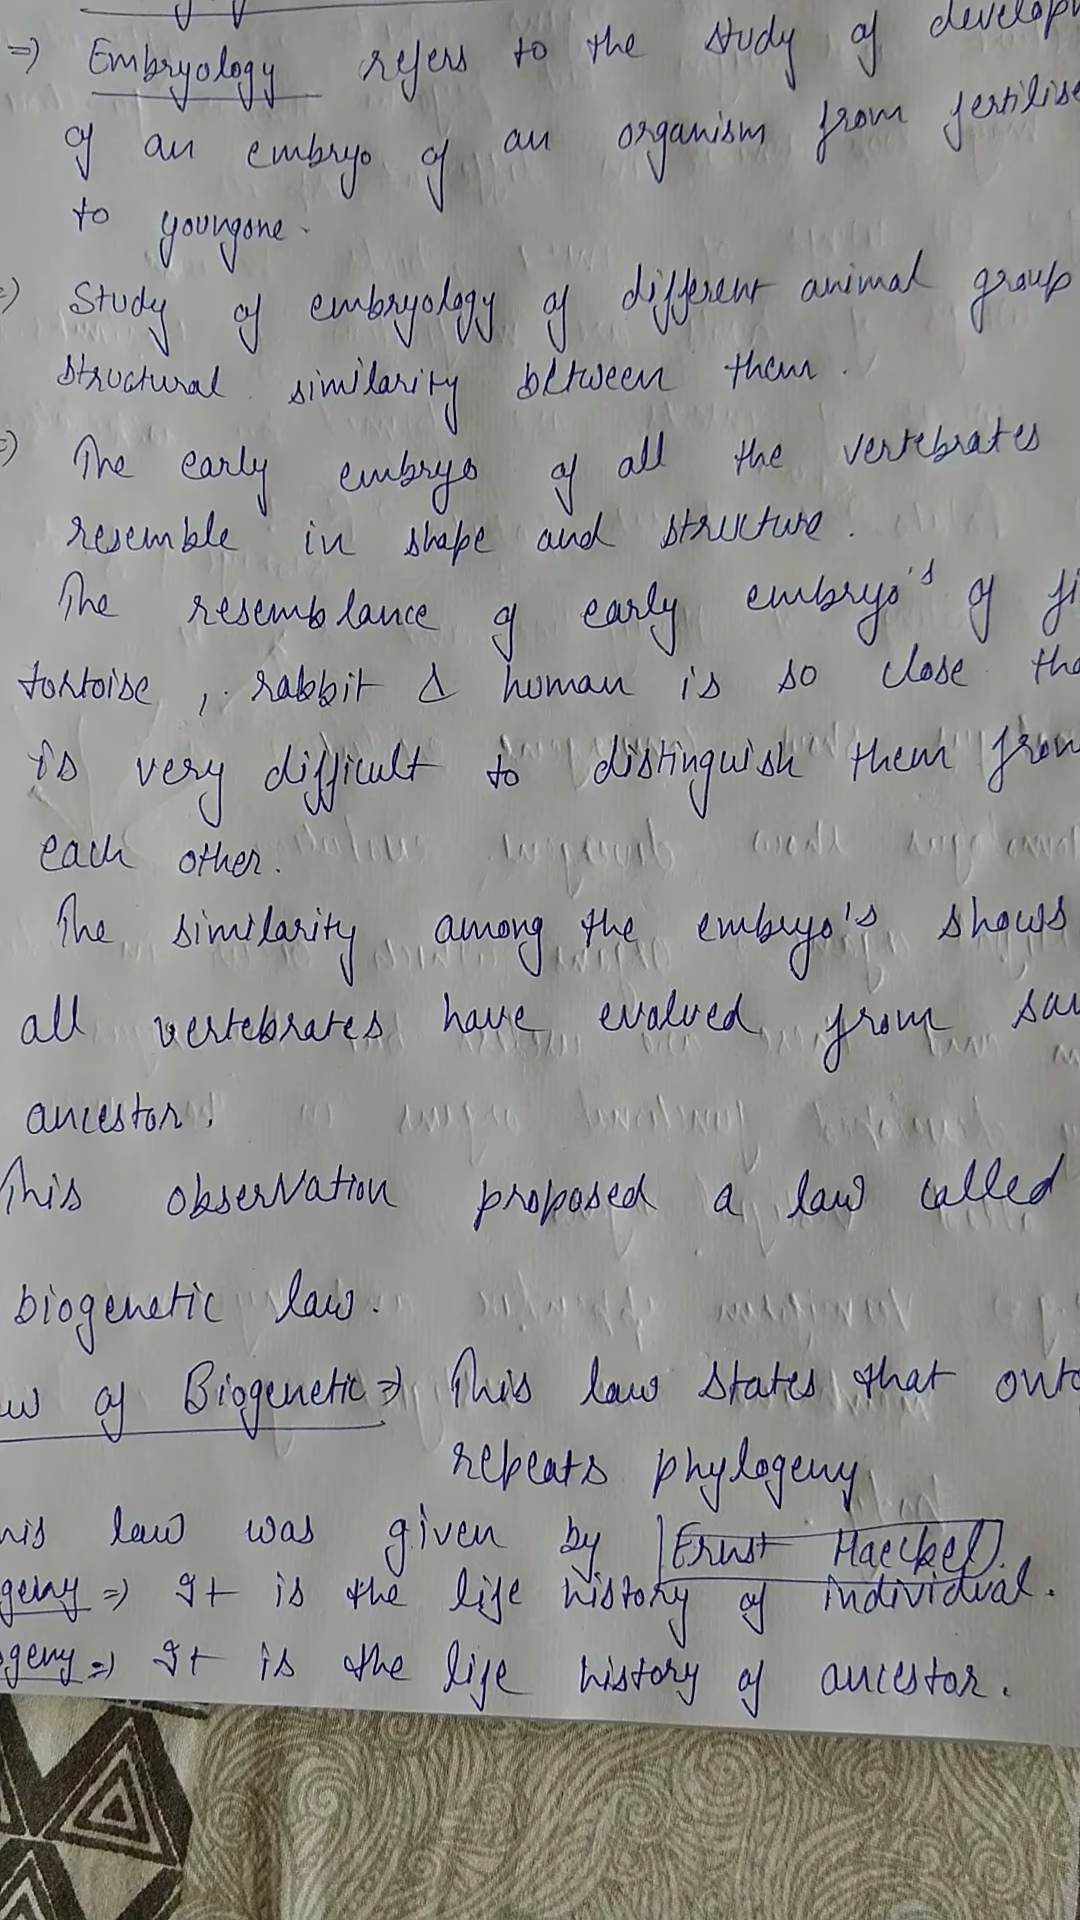 => Embryology refers to the study of develop
of an embryo of an organism from fertilise
to youngone.
=> Study of embryology of different animal group
structural similarity between them.
=> The early embryo of all the vertebrates
resemble in shape and structure.
The resemblance of early embryo's of fi
tortoise, rabbit & human is so close tha
is very difficult to distinguish them from
each other.
The similarity among the embryo's shows
all vertebrates have evolved from sam
ancestor.
This observation proposed a law called
biogenetic law.
aw of Biogenetic => This law states that onto
repeats phylogeny
his law was given by Ernst Haeckel.
geny => It is the life history of individual.
ogeny => It is the life history of ancestor.